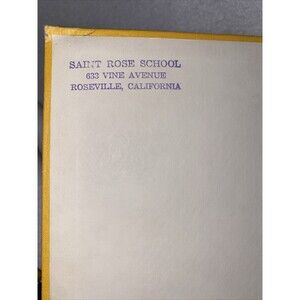 SAINT ROSE SCHOOL
633 VINE AVENUE
ROSEVILLE, CALIFORNIA